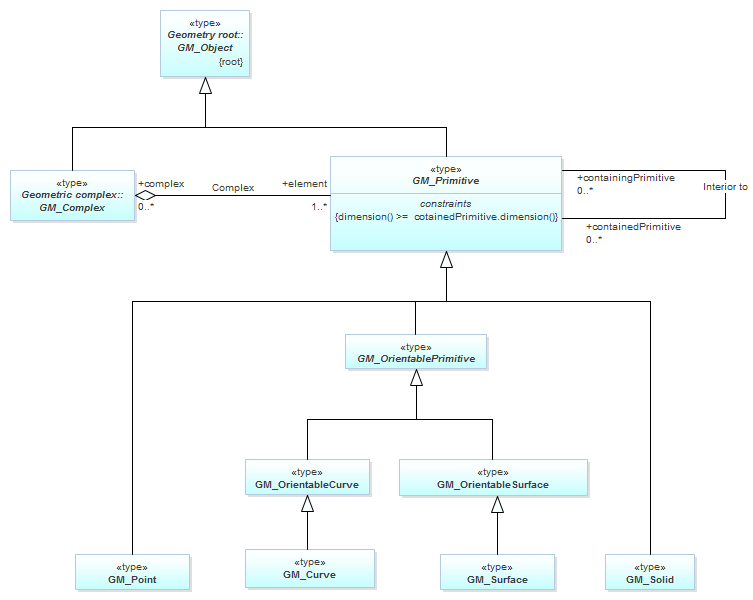 «type»
Geometry root::
GM_Object
{root}
«type»
Geometric complex::
GM_Complex
+complex
0..*
Complex
+element
1..*
«type»
GM_Primitive
constraints
{dimension() >= cotainedPrimitive.dimension()}
+containingPrimitive
0..*
Interior to
+containedPrimitive
0..*
«type»
GM_OrientablePrimitive
«type»
GM_OrientableCurve
«type»
GM_OrientableSurface
«type»
GM_Point
«type»
GM_Curve
«type»
GM_Surface
«type»
GM_Solid